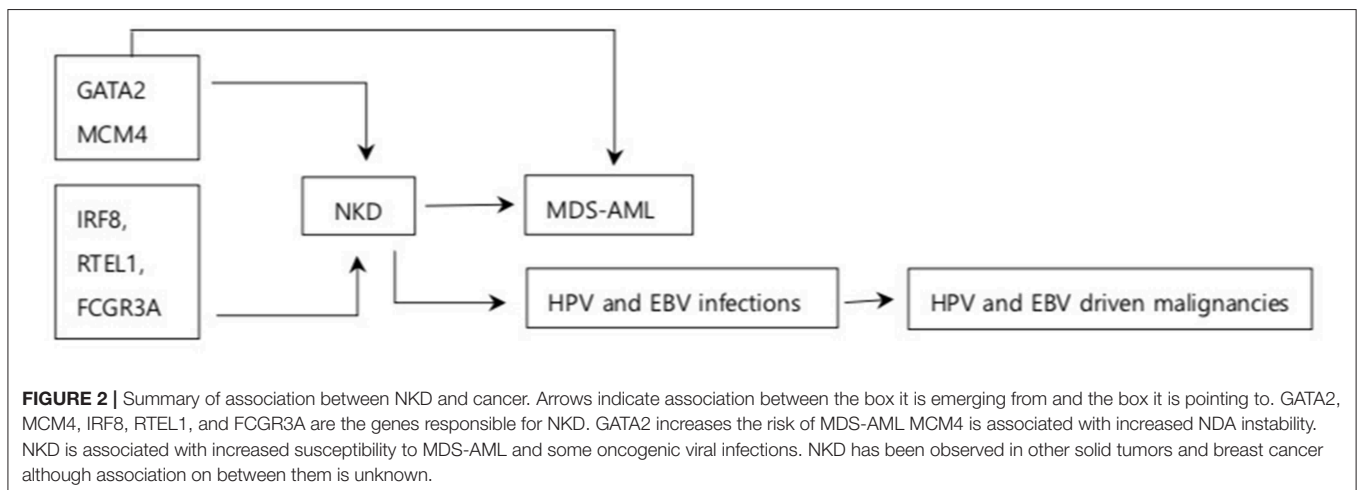 GATA2
MCM4
IRF8,
RTEL1,
FCGR3A
NKD
MDS-AML
HPV and EBV infections
HPV and EBV driven malignancies
FIGURE 2 | Summary of association between NKD and cancer. Arrows indicate association between the box it is emerging from and the box it is pointing to. GATA2,
MCM4, IRF8, RTEL1, and FCGR3A are the genes responsible for NKD. GATA2 increases the risk of MDS-AML MCM4 is associated with increased NDA instability.
NKD is associated with increased susceptibility to MDS-AML and some oncogenic viral infections. NKD has been observed in other solid tumors and breast cancer
although association on between them is unknown.